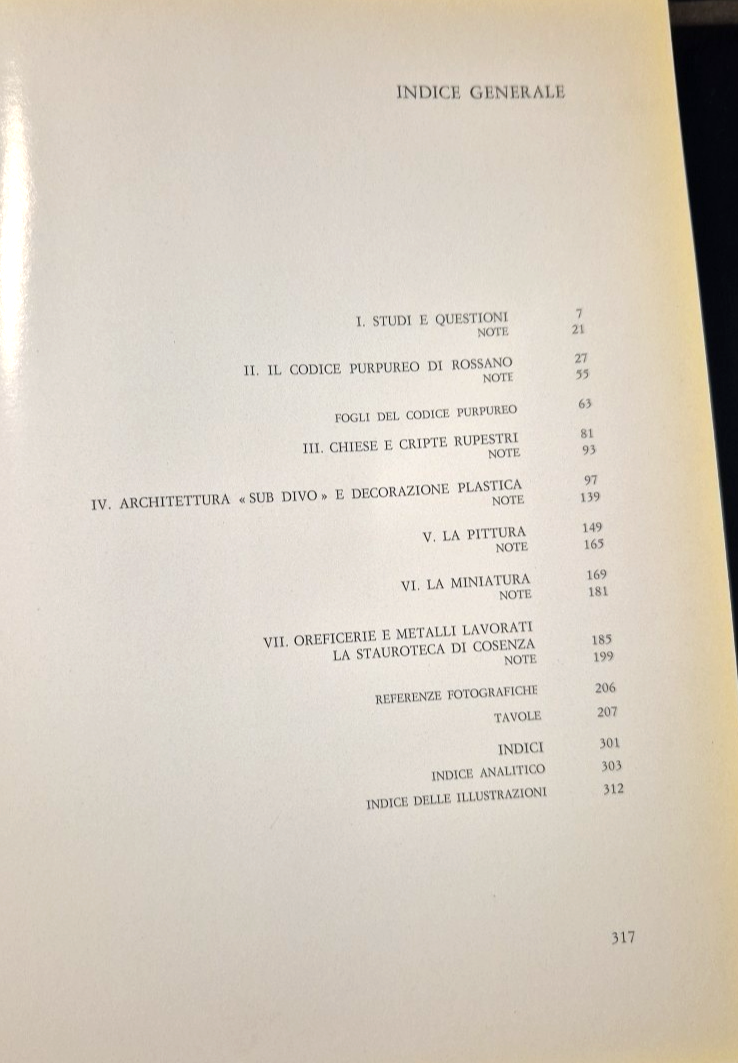 INDICE GENERALE
I. STUDI E QUESTIONI 7
NOTE 21
II. IL CODICE PURPUREO DI ROSSANO 27
NOTE 55
FOGLI DEL CODICE PURPUREO 63
III. CHIESE E CRIPTE RUPESTRI 81
NOTE 93
IV. ARCHITETTURA « SUB DIVO » E DECORAZIONE PLASTICA 97
NOTE 139
V. LA PITTURA 149
NOTE 165
VI. LA MINIATURA 169
NOTE 181
VII. OREFICERIE E METALLI LAVORATI
LA STAUROTECA DI COSENZA 185
NOTE 199
REFERENZE FOTOGRAFICHE 206
TAVOLE 207
INDICI 301
INDICE ANALITICO 303
INDICE DELLE ILLUSTRAZIONI 312
317